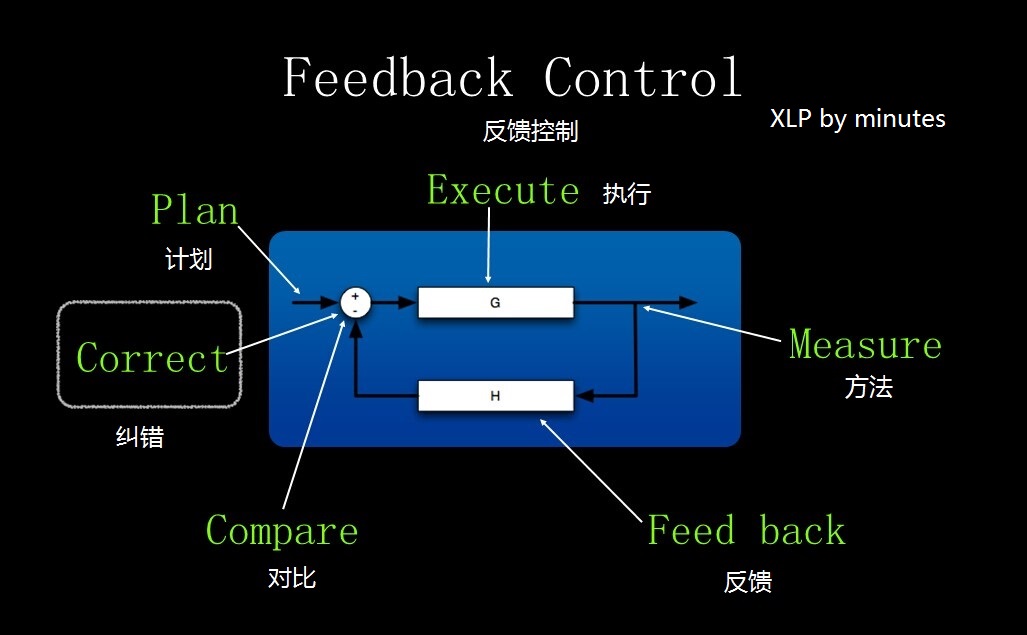 Feedback Control
反馈控制
XLP by minutes
Execute 执行
Plan
计划
+
-
G
Correct
纠错
Measure
方法
H
Compare
对比
Feed back
反馈